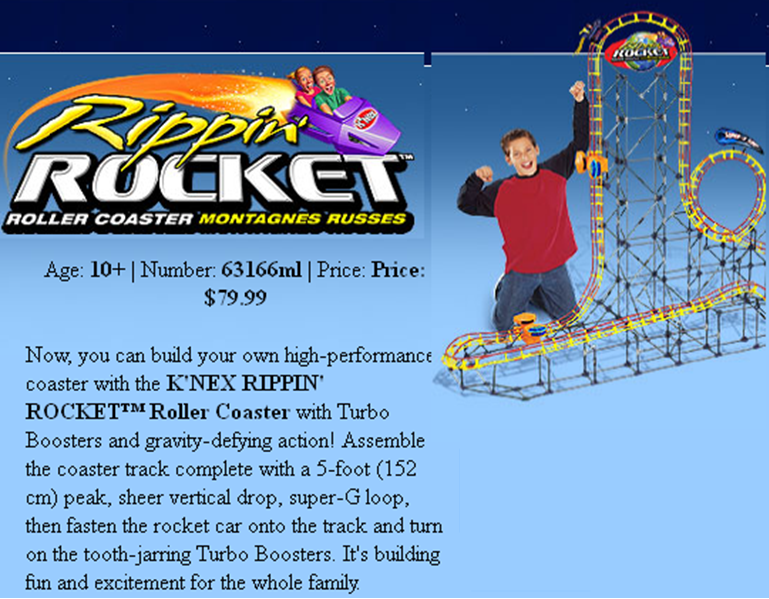 Rippin'
ROCKET™
ROLLER COASTER MONTAGNES RUSSES
K'NEX
ROCKET
Age: 10+ | Number: 63166ml | Price: Price:
$79.99
Now, you can build your own high-performance
coaster with the K'NEX RIPPIN'
ROCKET™ Roller Coaster with Turbo
Boosters and gravity-defying action! Assemble
the coaster track complete with a 5-foot (152
cm) peak, sheer vertical drop, super-G loop,
then fasten the rocket car onto the track and turn
on the tooth-jarring Turbo Boosters. It's building
fun and excitement for the whole family.